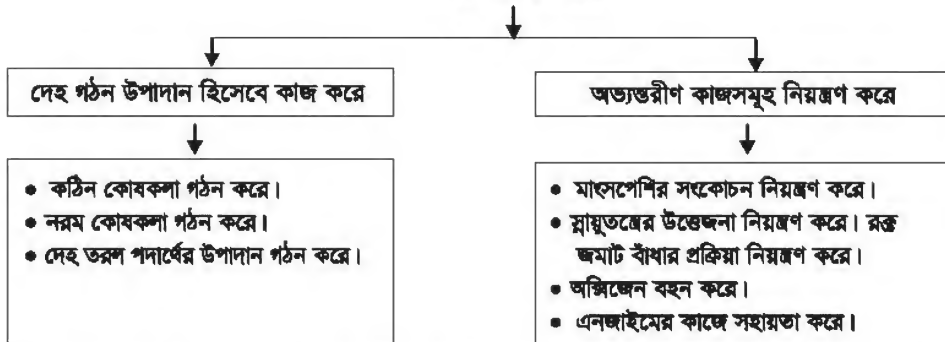 দেহ গঠন উপাদান হিসেবে কাজ করে
অভ্যন্তরীণ কাজসমূহ নিয়ন্ত্রণ করে
• কঠিন কোষকলা গঠন করে।
• নরম কোষকলা গঠন করে।
• দেহ তরল পদার্থের উপাদান গঠন করে।
• মাংসপেশির সংকোচন নিয়ন্ত্রণ করে।
• স্নায়ুতন্ত্রের উত্তেজনা নিয়ন্ত্রণ করে। রক্ত
জমাট বাঁধার প্রক্রিয়া নিয়ন্ত্রণ করে।
• অক্সিজেন বহন করে।
• এনজাইমের কাজে সহায়তা করে।